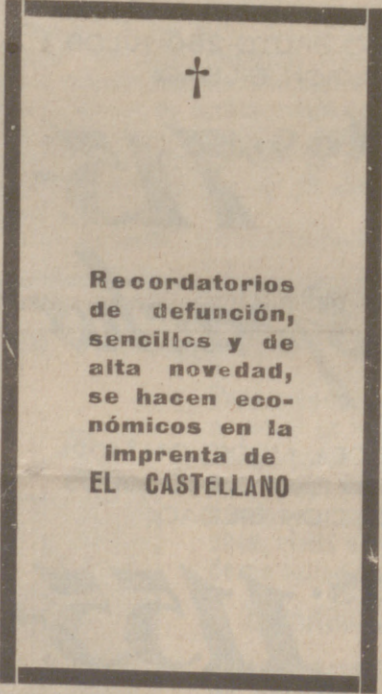 †
Recordatorios
de defunción,
sencillos y de
alta novedad,
se hacen eco-
nómicos en la
imprenta de
EL CASTELLANO